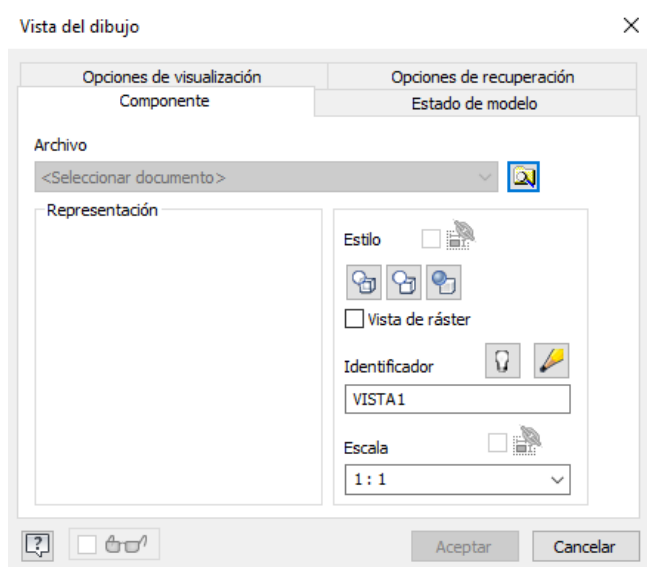 Vista del dibujo
Opciones de visualización
Opciones de recuperación
Componente
Estado de modelo
Archivo
<Seleccionar documento>
Representación
Estilo
Vista de ráster
Identificador
VISTA1
Escala
1 : 1
Aceptar
Cancelar